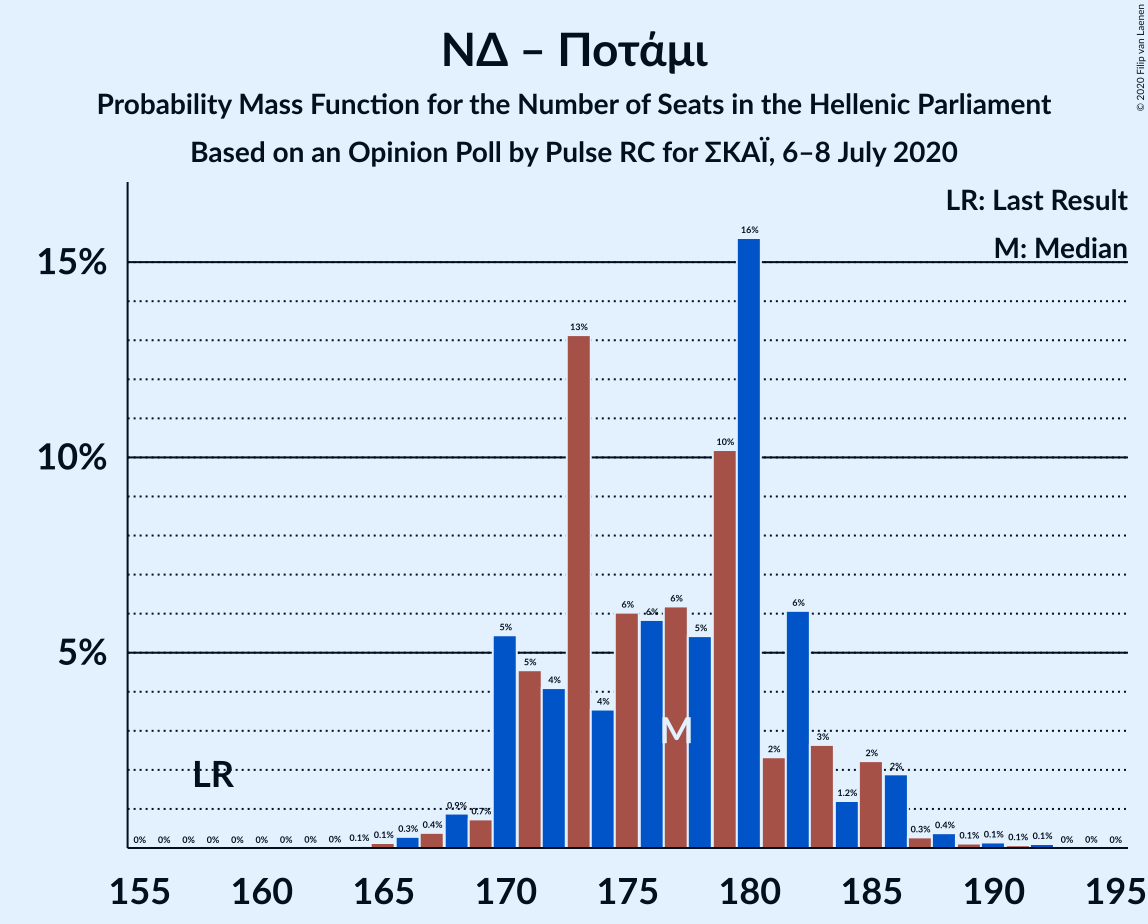 ΝΔ – Ποτάμι
Probability Mass Function for the Number of Seats in the Hellenic Parliament
Based on an Opinion Poll by Pulse RC for ΣΚΑΪ, 6–8 July 2020
© 2020 Filip van Laenen
LR: Last Result
M: Median
15%
10%
5%
0% 0% 0% 0% 0% 0% 0% 0% 0% 0.1% 0.1% 0.3% 0.4% 0.9% 0.7% 5% 5% 4% 13% 4% 6% 6% 6% 5% 10% 16% 2% 6% 3% 1.2% 2% 2% 0.3% 0.4% 0.1% 0.1% 0.1% 0.1% 0% 0% 0%
LR
M
155 160 165 170 175 180 185 190 195